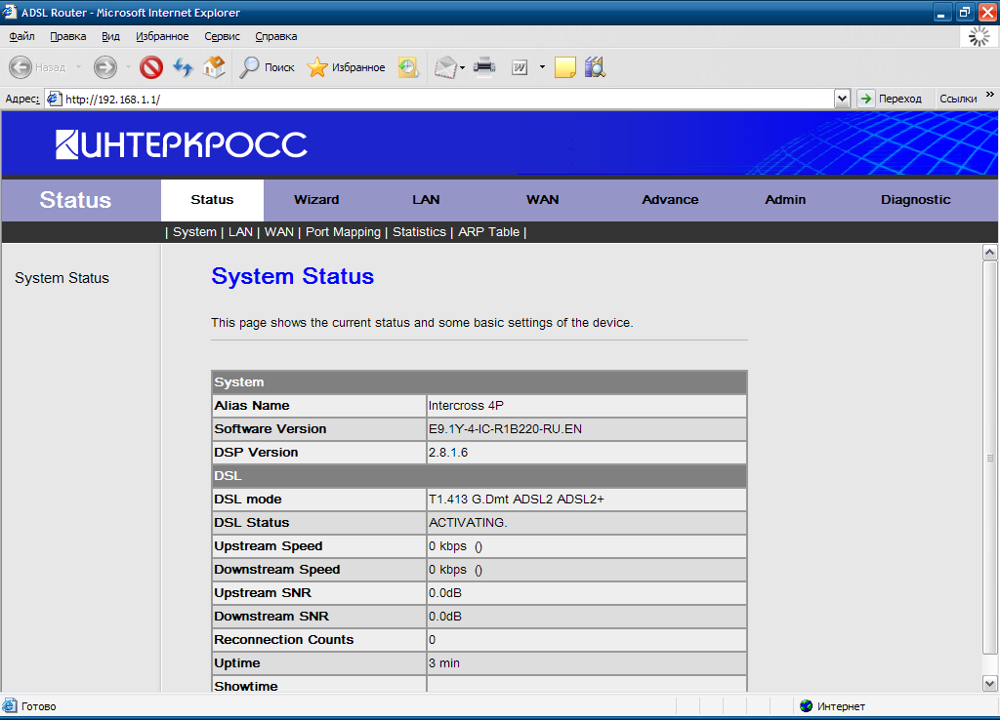 ADSL Router - Microsoft Internet Explorer
Файл Правка Вид Избранное Сервис Справка
Назад Поиск Избранное W
Адрес: http://192.168.1.1/ Переход Ссылки »
ИНТЕРКРОСС
Status Status Wizard LAN WAN Advance Admin Diagnostic
| System | LAN | WAN | Port Mapping | Statistics | ARP Table |
System Status
System Status
This page shows the current status and some basic settings of the device.
System
Alias Name Intercross 4P
Software Version E9.1Y-4-IC-R1B220-RU.EN
DSP Version 2.8.1.6
DSL
DSL mode T1.413 G.Dmt ADSL2 ADSL2+
DSL Status ACTIVATING.
Upstream Speed 0 kbps ()
Downstream Speed 0 kbps ()
Upstream SNR 0.0dB
Downstream SNR 0.0dB
Reconnection Counts 0
Uptime 3 min
Showtime
Готово Интернет